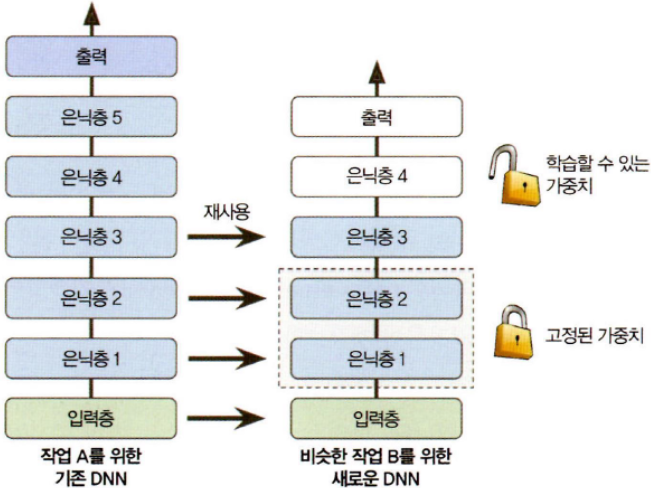 출력
은닉층 5
은닉층 4
은닉층 3
은닉층 2
은닉층 1
입력층
작업 A를 위한
기존 DNN
재사용
출력
은닉층 4
은닉층 3
은닉층 2
은닉층 1
입력층
비슷한 작업 B를 위한
새로운 DNN
학습할 수 있는
가중치
고정된 가중치